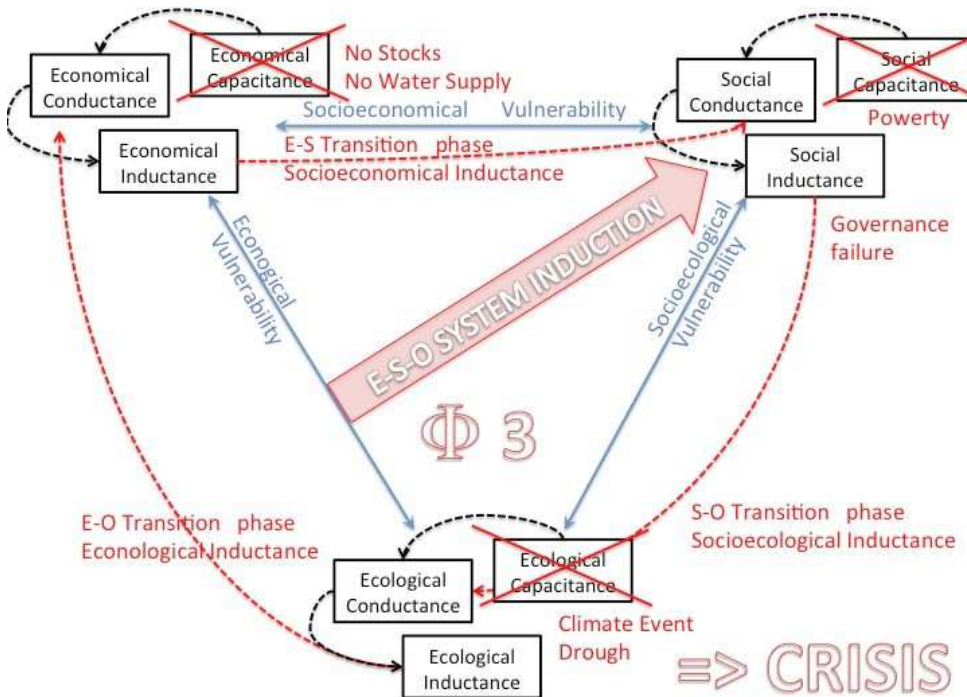 Economical
Conductance
Economical
Capacitance
No Stocks
No Water Supply
Social
Conductance
Social
Capacitance
Powerty
Socioeconomical Vulnerability
Economical
Inductance
E-S Transition phase
Socioeconomical Inductance
Social
Inductance
Governance
failure
Econogical
Vulnerability
E-S-O SYSTEM INDUCTION
Socioecological
Vulnerability
Φ 3
E-O Transition phase
Econological Inductance
S-O Transition phase
Socioecological Inductance
Ecological
Conductance
Ecological
Capacitance
Climate Event
Drough
Ecological
Inductance
=> CRISIS